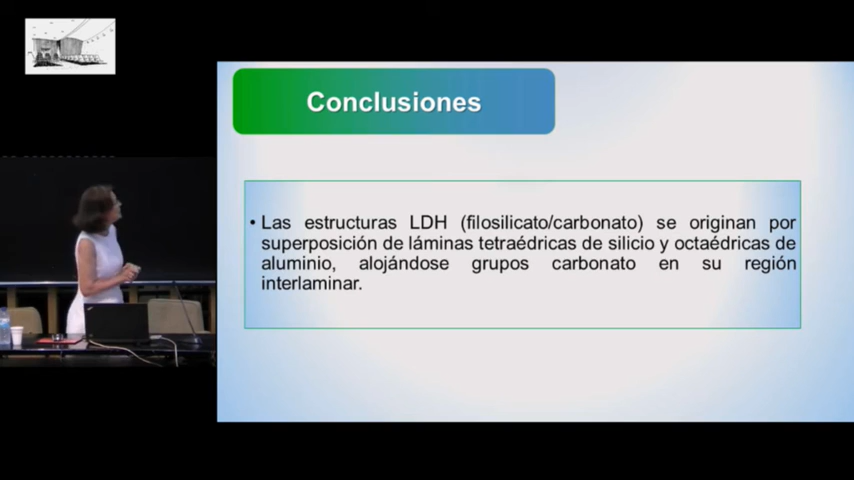 Conclusiones
• Las estructuras LDH (filosilicato/carbonato) se originan por
superposición de láminas tetraédricas de silicio y octaédricas de
aluminio, alojándose grupos carbonato en su región
interlaminar.